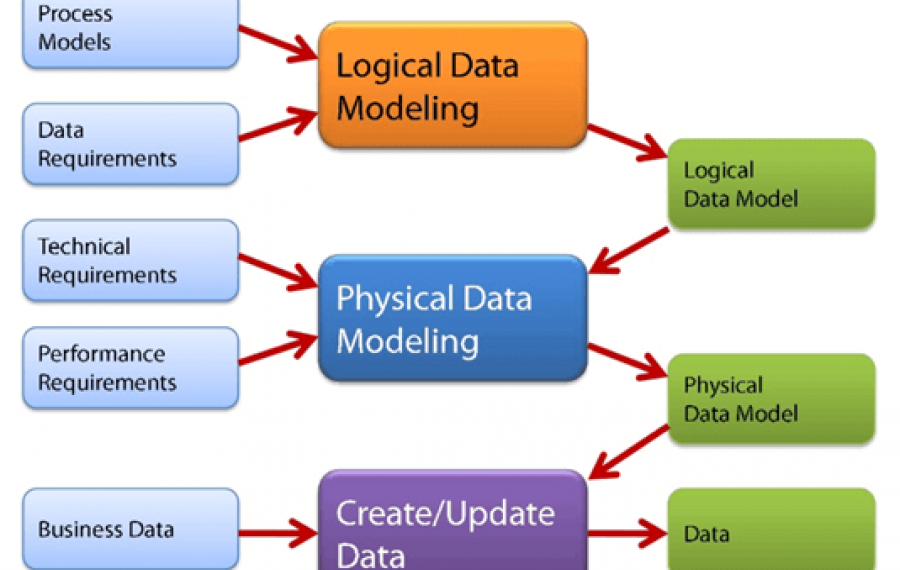 Process
Models
Logical Data
Modeling
Data
Requirements
Logical
Data Model
Technical
Requirements
Physical Data
Modeling
Performance
Requirements
Physical
Data Model
Business Data
Create/Update
Data
Data